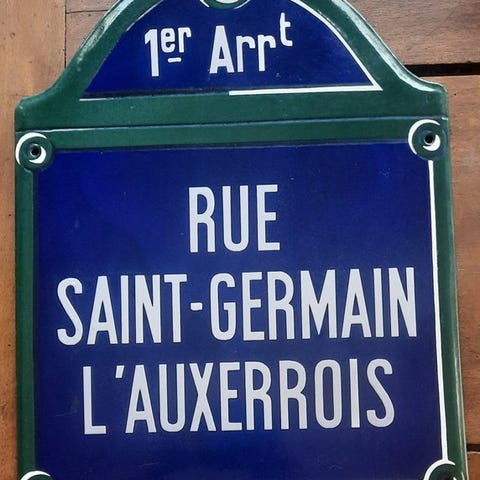 1er Arrt
RUE
SAINT-GERMAIN
L'AUXERROIS